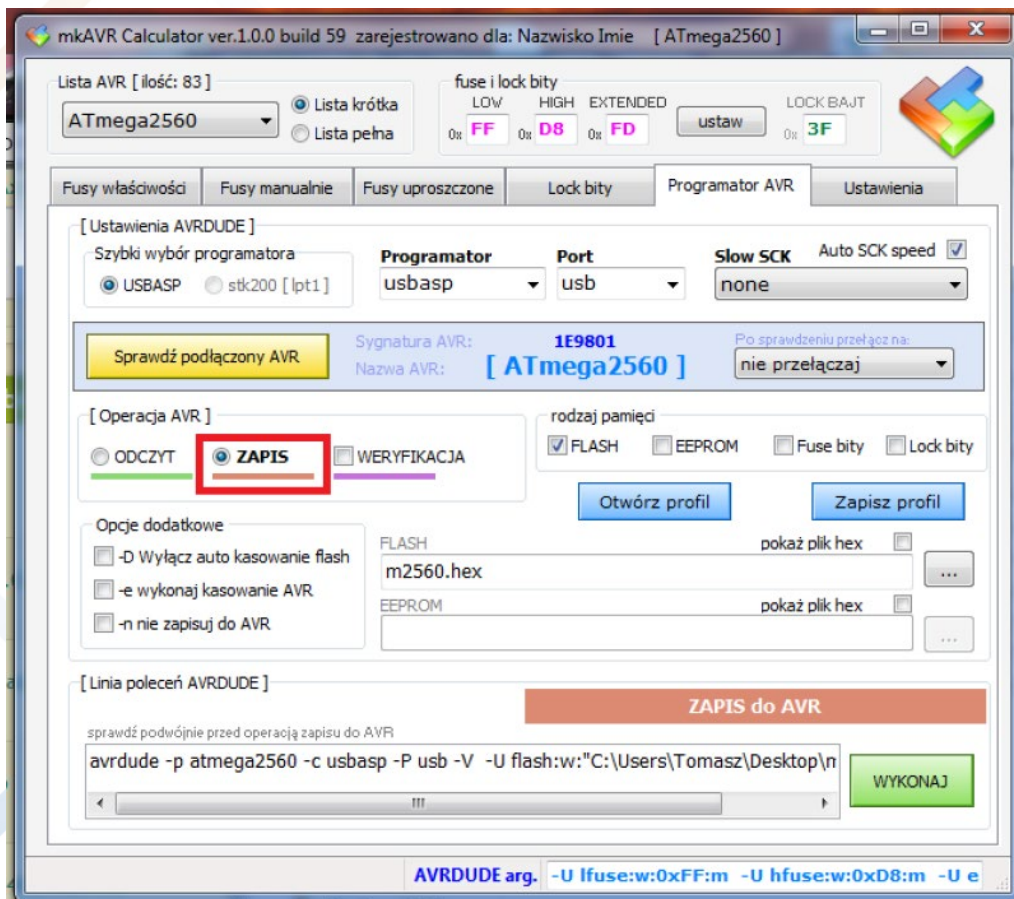 mkAVR Calculator ver.1.0.0 build 59 zarejestrowano dla: Nazwisko Imie [ ATmega2560 ]
Lista AVR [ ilość: 83 ]
ATmega2560
Lista krótka
Lista pełna
fuse i lock bity
LOW HIGH EXTENDED LOCK BAJT
0x FF 0x D8 0x FD ustaw 0x 3F
Fusy właściwości Fusy manualnie Fusy uproszczone Lock bity Programator AVR Ustawienia
[ Ustawienia AVRDUDE ]
Szybki wybór programatora
USBASP stk200 [ lpt1 ]
Programator Port Slow SCK Auto SCK speed
usbasp usb none
Sprawdź podłączony AVR
Sygnatura AVR: 1E9801
Nazwa AVR: [ ATmega2560 ]
Po sprawdzeniu przełącz na:
nie przełączaj
[ Operacja AVR ]
ODCZYT ZAPIS WERYFIKACJA
rodzaj pamięci
FLASH EEPROM Fuse bity Lock bity
Otwórz profil Zapisz profil
Opcje dodatkowe
-D Wyłącz auto kasowanie flash
-e wykonaj kasowanie AVR
-n nie zapisuj do AVR
FLASH pokaż plik hex
m2560.hex ...
EEPROM pokaż plik hex
...
[ Linia poleceń AVRDUDE ]
ZAPIS do AVR
sprawdź podwójnie przed operacją zapisu do AVR
avrdude -p atmega2560 -c usbasp -P usb -V -U flash:w:"C:\Users\Tomasz\Desktop\m
WYKONAJ
AVRDUDE arg. -U lfuse:w:0xFF:m -U hfuse:w:0xD8:m -U e